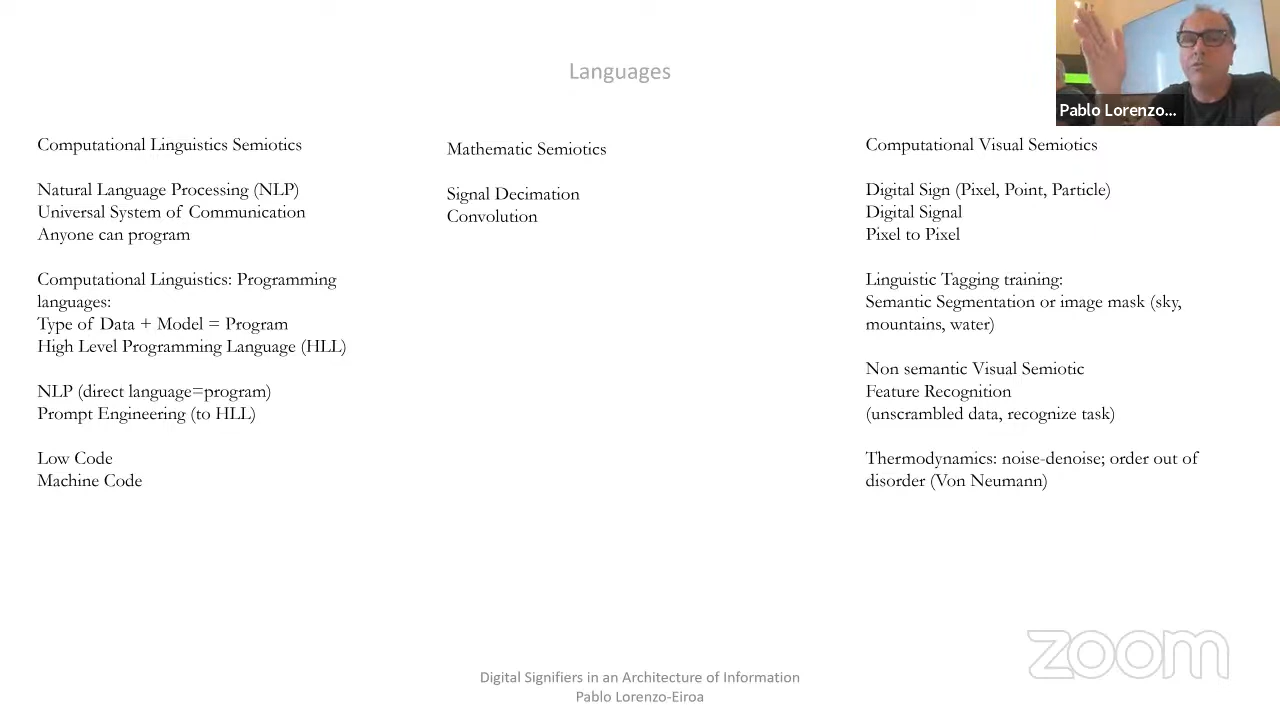 Languages
Pablo Lorenzo...
Computational Linguistics Semiotics
Natural Language Processing (NLP)
Universal System of Communication
Anyone can program
Computational Linguistics: Programming
languages:
Type of Data + Model = Program
High Level Programming Language (HLL)
NLP (direct language=program)
Prompt Engineering (to HLL)
Low Code
Machine Code
Mathematic Semiotics
Signal Decimation
Convolution
Computational Visual Semiotics
Digital Sign (Pixel, Point, Particle)
Digital Signal
Pixel to Pixel
Linguistic Tagging training:
Semantic Segmentation or image mask (sky,
mountains, water)
Non semantic Visual Semiotic
Feature Recognition
(unscrambled data, recognize task)
Thermodynamics: noise-denoise; order out of
disorder (Von Neumann)
zoom
Digital Signifiers in an Architecture of Information
Pablo Lorenzo-Eiroa